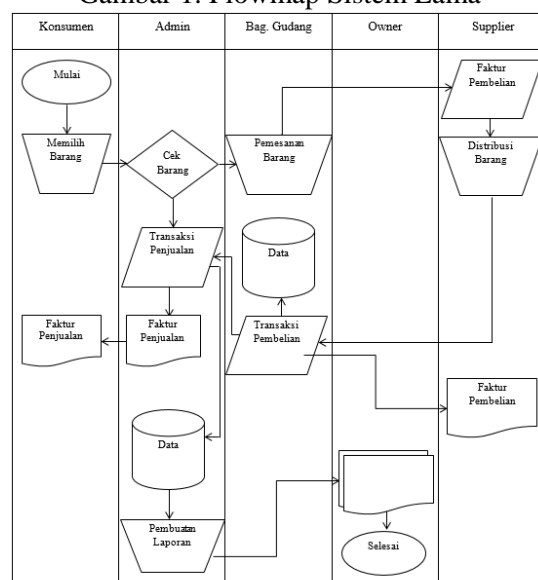 Gambar 1. Flowmap Sistem Lama
Konsumen
Admin
Bag. Gudang
Owner
Supplier
Mulai
Faktur
Pembelian
Memilih
Barang
Cek
Barang
Pemesanan
Barang
Distribusi
Barang
Transaksi
Penjualan
Data
Faktur
Penjualan
Faktur
Penjualan
Transaksi
Pembelian
Faktur
Pembelian
Data
Pembuatan
Laporan
Selesai